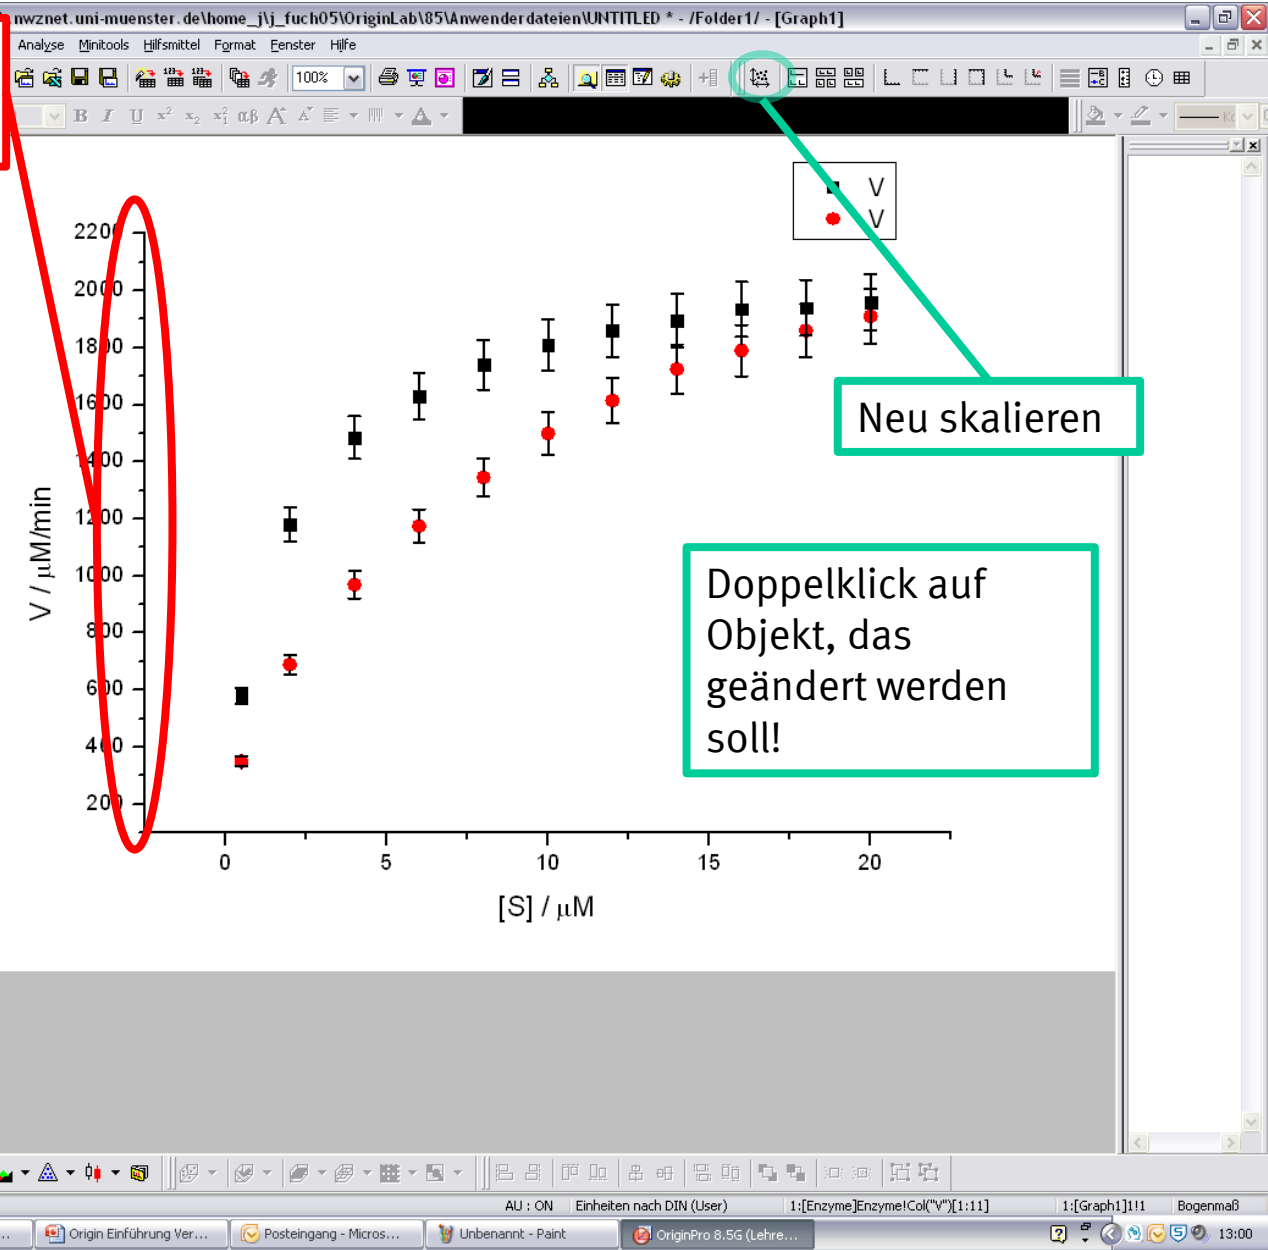 nwznet.uni-muenster.de\home_j\j_fuch05\OriginLab\85\Anwenderdateien\UNTITLED * - /Folder1/ - [Graph1]
Analyse Minitools Hilfsmittel Format Fenster Hilfe
100%
B I U x² x₂ x₁² αβ A A A
V
V
2200
2000
1800
1600
1400
1200
1000
800
600
400
200
V / µM/min
0 5 10 15 20
[S] / µM
Neu skalieren
Doppelklick auf
Objekt, das
geändert werden
soll!
AU : ON Einheiten nach DIN (User) 1:[Enzyme]Enzyme!Col("V")[1:11] 1:[Graph1]1!1 Bogenmaß
... Origin Einführung Ver... Posteingang - Micros... Unbenannt - Paint OriginPro 8.5G (Lehre... 13:00